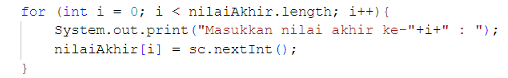 for (int i = 0; i < nilaiAkhir.length; i++){
    System.out.print("Masukkan nilai akhir ke-"+i+" : ");
    nilaiAkhir[i] = sc.nextInt();
}